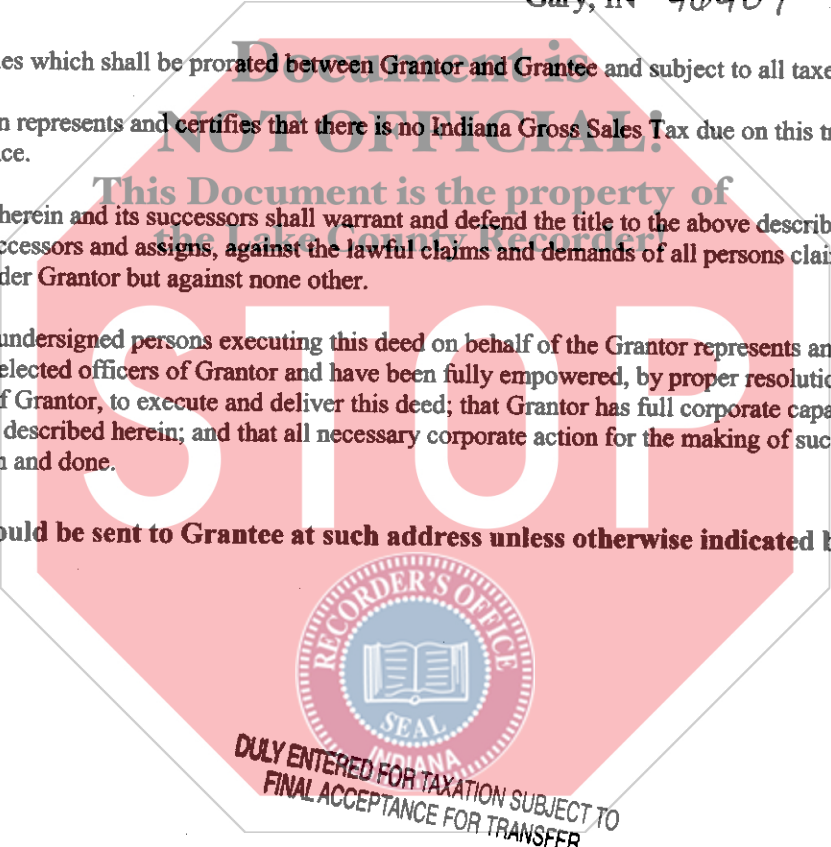 Gary, IN
es which shall be prorated between Grantor and Grantee and subject to all taxe
Document is
n represents and certifies that there is no Indiana Gross Sales Tax due on this tr
NOT OFFICIAL!
ce.
This Document is the property of
herein and its successors shall warrant and defend the title to the above describ
the Lake County Recorder!
ccessors and assigns, against the lawful claims and demands of all persons clai
der Grantor but against none other.
STOP
undersigned persons executing this deed on behalf of the Grantor represents an
elected officers of Grantor and have been fully empowered, by proper resolutio
f Grantor, to execute and deliver this deed; that Grantor has full corporate capa
described herein; and that all necessary corporate action for the making of suc
n and done.
ould be sent to Grantee at such address unless otherwise indicated b
RECORDER'S OFFICE
SEAL
INDIANA
DULY ENTERED FOR TAXATION SUBJECT TO
FINAL ACCEPTANCE FOR TRANSFER